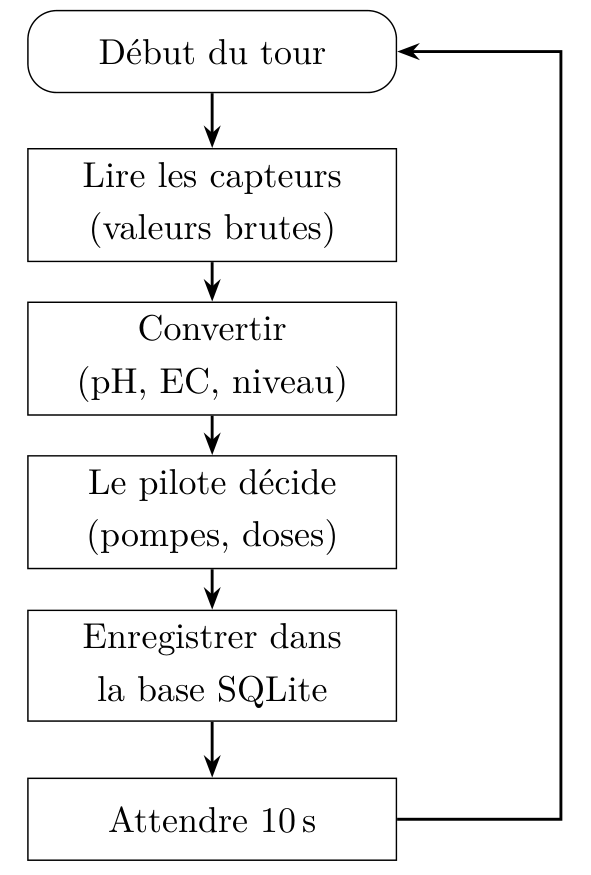 Début du tour
Lire les capteurs
(valeurs brutes)
Convertir
(pH, EC, niveau)
Le pilote décide
(pompes, doses)
Enregistrer dans
la base SQLite
Attendre 10 s